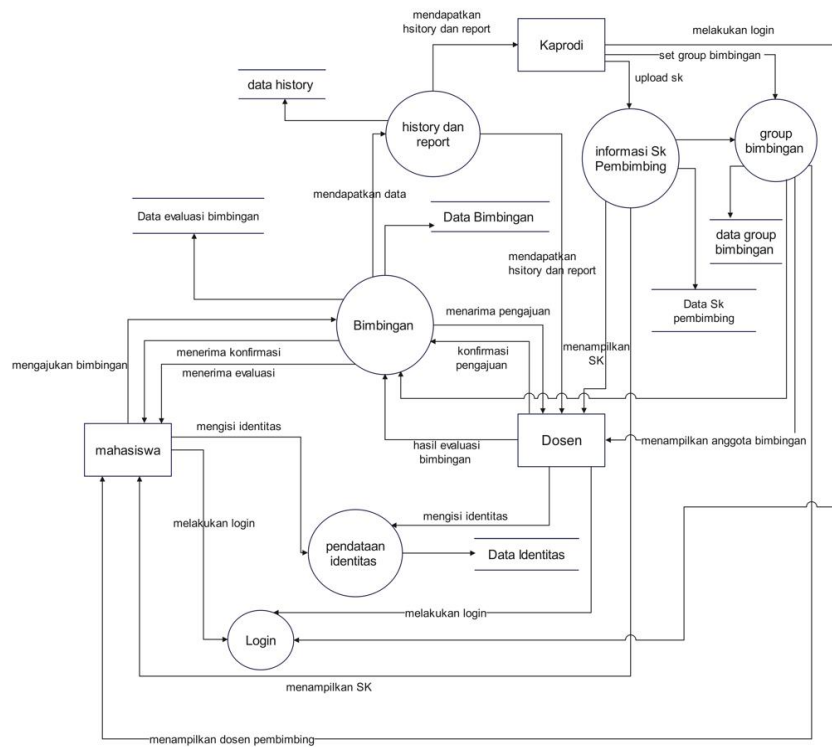 mendapatkan
hsitory dan report
Kaprodi
melakukan login
set group bimbingan
upload sk
data history
history dan
report
informasi Sk
Pembimbing
group
bimbingan
mendapatkan data
Data evaluasi bimbingan
Data Bimbingan
data group
bimbingan
mendapatkan
hsitory dan report
Data Sk
pembimbing
Bimbingan
menarima pengajuan
mengajukan bimbingan
menerima konfirmasi
menerima evaluasi
konfirmasi
pengajuan
menampilkan
SK
mahasiswa
mengisi identitas
hasil evaluasi
bimbingan
Dosen
menampilkan anggota bimbingan
melakukan login
mengisi identitas
pendataan
identitas
Data Identitas
melakukan login
Login
menampilkan SK
menampilkan dosen pembimbing